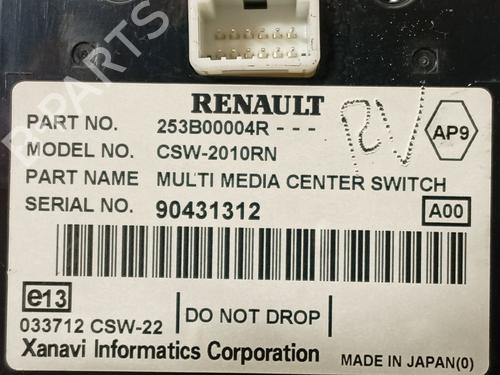 RENAULT
PART NO. 253B00004R - - -
MODEL NO. CSW-2010RN
AP9
PART NAME MULTI MEDIA CENTER SWITCH
SERIAL NO. 90431312
A00
e13
033712 CSW-22
DO NOT DROP
Xanavi Informatics Corporation
MADE IN JAPAN(0)